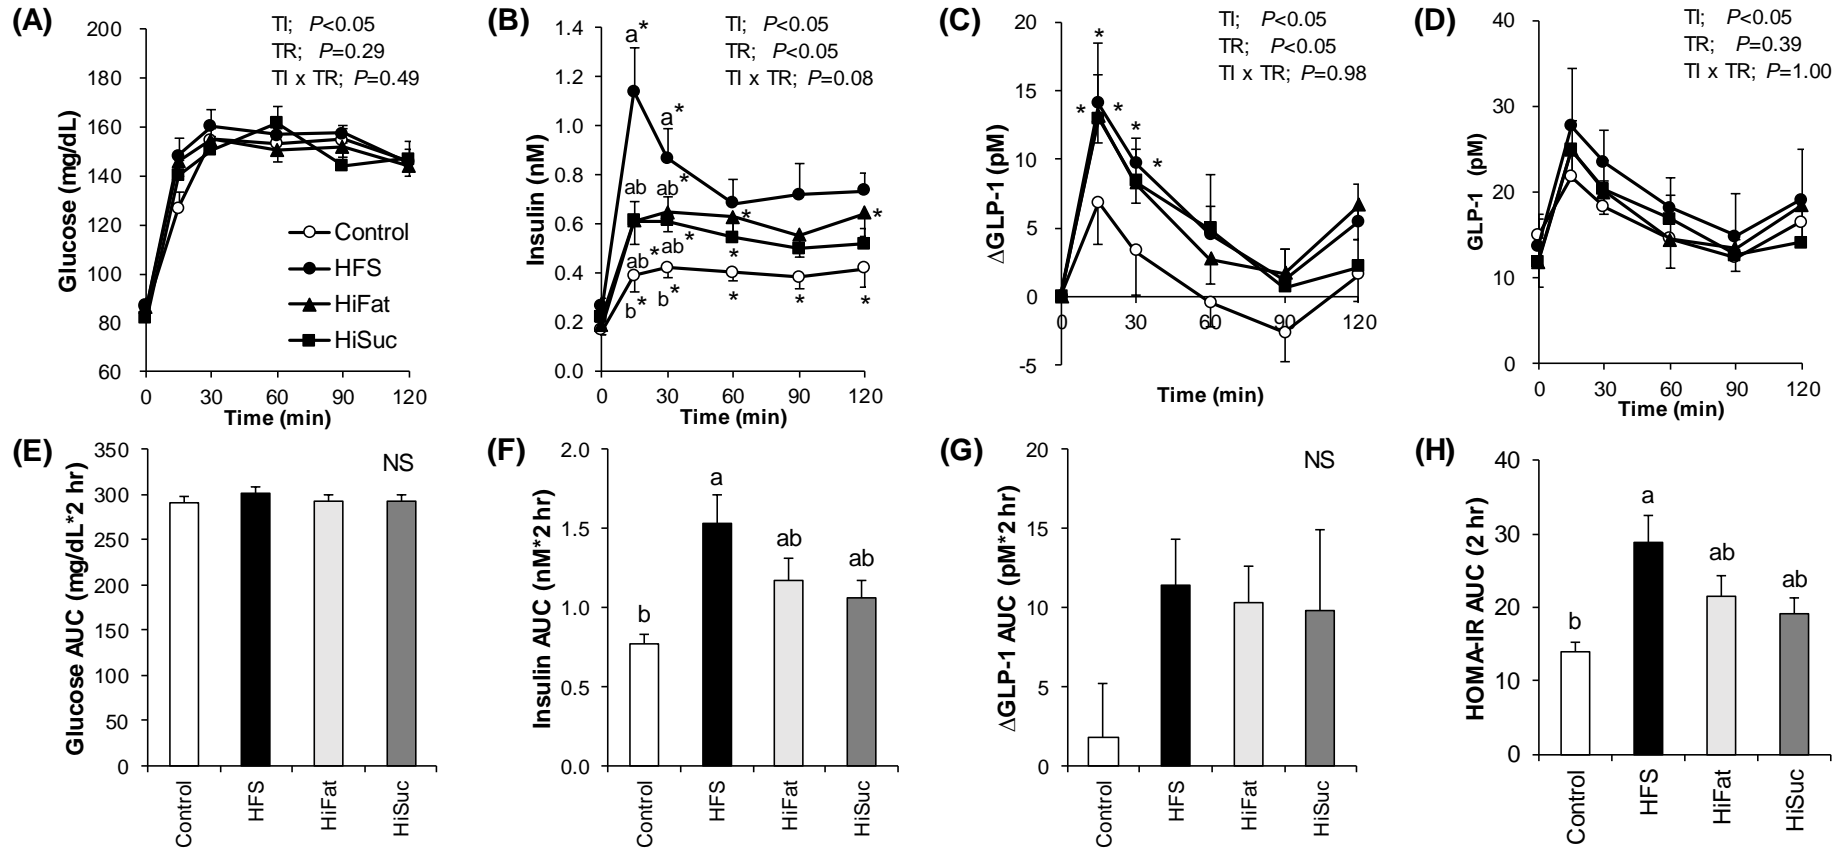 (A)
TI; P<0.05
TR; P=0.29
TI x TR; P=0.49
Glucose (mg/dL)
200
180
160
140
120
100
80
60
0 30 60 90 120
Time (min)
Control
HFS
HiFat
HiSuc
(B)
TI; P<0.05
TR; P<0.05
TI x TR; P=0.08
Insulin (nM)
1.4
1.2
1.0
0.8
0.6
0.4
0.2
0.0
a*
a*
*
ab ab
*
*
*
*ab *
ab *
b* b* * * *
0 30 60 90 120
Time (min)
(C)
TI; P<0.05
TR; P<0.05
TI x TR; P=0.98
ΔGLP-1 (pM)
20
15
10
5
0
-5
*
* *
*
*
0 30 60 90 120
Time (min)
(D)
TI; P<0.05
TR; P=0.39
TI x TR; P=1.00
GLP-1 (pM)
40
30
20
10
0
0 30 60 90 120
Time (min)
(E)
NS
Glucose AUC (mg/dL*2 hr)
350
300
250
200
150
100
50
0
Control HFS HiFat HiSuc
(F)
Insulin AUC (nM*2 hr)
2.0
1.5
1.0
0.5
0.0
b a ab ab
Control HFS HiFat HiSuc
(G)
NS
ΔGLP-1 AUC (pM*2 hr)
20
15
10
5
0
Control HFS HiFat HiSuc
(H)
HOMA-IR AUC (2 hr)
40
30
20
10
0
b a ab ab
Control HFS HiFat HiSuc